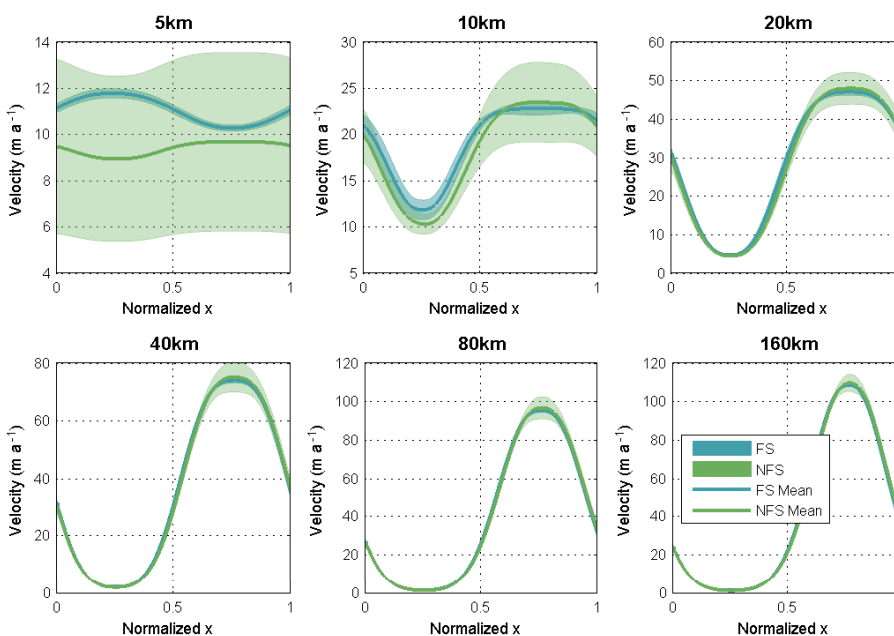 5km 10km 20km
14
12
10
8
6
4
Velocity (m a⁻¹)
0 0.5 1
Normalized x
30
25
20
15
10
5
Velocity (m a⁻¹)
0 0.5 1
Normalized x
60
50
40
30
20
10
0
Velocity (m a⁻¹)
0 0.5
Normalized x
40km 80km 160km
80
60
40
20
0
Velocity (m a⁻¹)
0 0.5 1
Normalized x
120
100
80
60
40
20
0
Velocity (m a⁻¹)
0 0.5 1
Normalized x
120
100
80
60
40
20
0
Velocity (m a⁻¹)
0 0.5
Normalized x
FS
NFS
FS Mean
NFS Mean